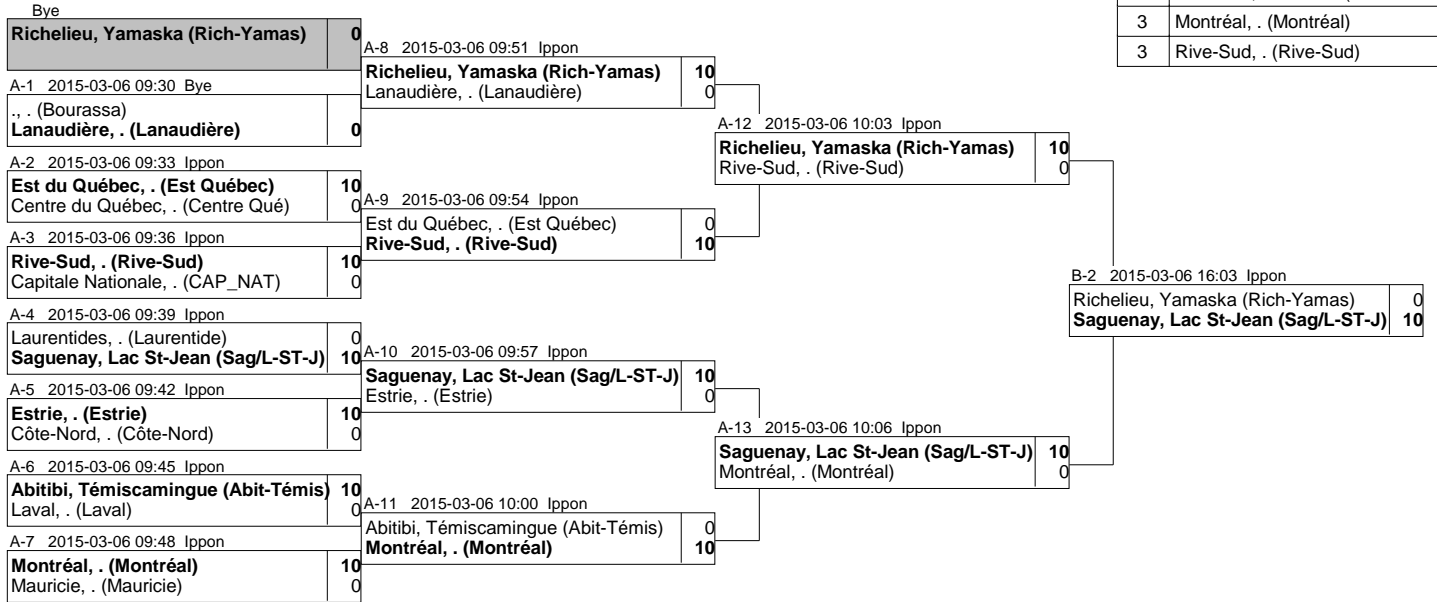 Bye
Richelieu, Yamaska (Rich-Yamas) 0
A-1 2015-03-06 09:30 Bye
., . (Bourassa)
Lanaudière, . (Lanaudière) 0
A-2 2015-03-06 09:33 Ippon
Est du Québec, . (Est Québec) 10
Centre du Québec, . (Centre Qué) 0
A-3 2015-03-06 09:36 Ippon
Rive-Sud, . (Rive-Sud) 10
Capitale Nationale, . (CAP_NAT) 0
A-4 2015-03-06 09:39 Ippon
Laurentides, . (Laurentide) 0
Saguenay, Lac St-Jean (Sag/L-ST-J) 10
A-5 2015-03-06 09:42 Ippon
Estrie, . (Estrie) 10
Côte-Nord, . (Côte-Nord) 0
A-6 2015-03-06 09:45 Ippon
Abitibi, Témiscamingue (Abit-Témis) 10
Laval, . (Laval) 0
A-7 2015-03-06 09:48 Ippon
Montréal, . (Montréal) 10
Mauricie, . (Mauricie) 0
A-8 2015-03-06 09:51 Ippon
Richelieu, Yamaska (Rich-Yamas) 10
Lanaudière, . (Lanaudière) 0
A-9 2015-03-06 09:54 Ippon
Est du Québec, . (Est Québec) 0
Rive-Sud, . (Rive-Sud) 10
A-10 2015-03-06 09:57 Ippon
Saguenay, Lac St-Jean (Sag/L-ST-J) 10
Estrie, . (Estrie) 0
A-11 2015-03-06 10:00 Ippon
Abitibi, Témiscamingue (Abit-Témis) 0
Montréal, . (Montréal) 10
A-12 2015-03-06 10:03 Ippon
Richelieu, Yamaska (Rich-Yamas) 10
Rive-Sud, . (Rive-Sud) 0
A-13 2015-03-06 10:06 Ippon
Saguenay, Lac St-Jean (Sag/L-ST-J) 10
Montréal, . (Montréal) 0
B-2 2015-03-06 16:03 Ippon
Richelieu, Yamaska (Rich-Yamas) 0
Saguenay, Lac St-Jean (Sag/L-ST-J) 10
3 Montréal, . (Montréal)
3 Rive-Sud, . (Rive-Sud)